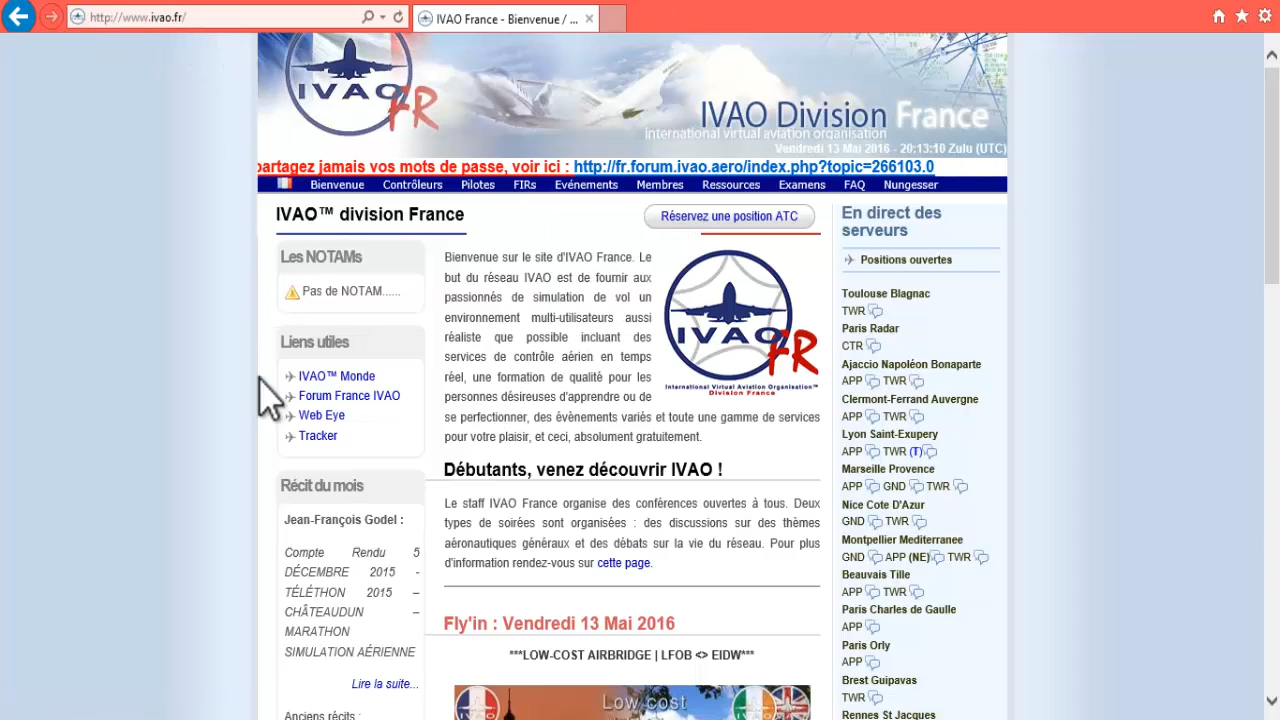 http://www.ivao.fr/
IVAO France - Bienvenue / ...
IVAO
FR
IVAO Division France
international virtual aviation organisation
Vendredi 13 Mai 2016 - 20:13:10 Zulu (UTC)
partagez jamais vos mots de passe, voir ici : http://fr.forum.ivao.aero/index.php?topic=266103.0
Bienvenue Contrôleurs Pilotes FIRs Evénements Membres Ressources Examens FAQ Nungesser
IVAO™ division France
Réservez une position ATC
Les NOTAMs
Pas de NOTAM......
Liens utiles
IVAO™ Monde
Forum France IVAO
Web Eye
Tracker
Récit du mois
Jean-François Godel :
Compte Rendu 5
DÉCEMBRE 2015 -
TÉLÉTHON 2015 –
CHÂTEAUDUN –
MARATHON
SIMULATION AÉRIENNE
Lire la suite...
Anciens récits :
Bienvenue sur le site d'IVAO France. Le
but du réseau IVAO est de fournir aux
passionnés de simulation de vol un
environnement multi-utilisateurs aussi
réaliste que possible incluant des
services de contrôle aérien en temps
réel, une formation de qualité pour les
personnes désireuses d'apprendre ou de
se perfectionner, des évènements variés et toute une gamme de services
pour votre plaisir, et ceci, absolument gratuitement.
IVAO
FR
International Virtual Aviation Organisation™
Division France
Débutants, venez découvrir IVAO !
Le staff IVAO France organise des conférences ouvertes à tous. Deux
types de soirées sont organisées : des discussions sur des thèmes
aéronautiques généraux et des débats sur la vie du réseau. Pour plus
d'information rendez-vous sur cette page.
Fly'in : Vendredi 13 Mai 2016
***LOW-COST AIRBRIDGE | LFOB <> EIDW***
Low cost
En direct des
serveurs
Positions ouvertes
Toulouse Blagnac
TWR
Paris Radar
CTR
Ajaccio Napoléon Bonaparte
APP TWR
Clermont-Ferrand Auvergne
APP TWR
Lyon Saint-Exupery
APP TWR (T)
Marseille Provence
APP GND TWR
Nice Cote D'Azur
GND TWR
Montpellier Mediterranee
GND APP (NE) TWR
Beauvais Tille
APP TWR
Paris Charles de Gaulle
APP
Paris Orly
APP
Brest Guipavas
TWR
Rennes St Jacques